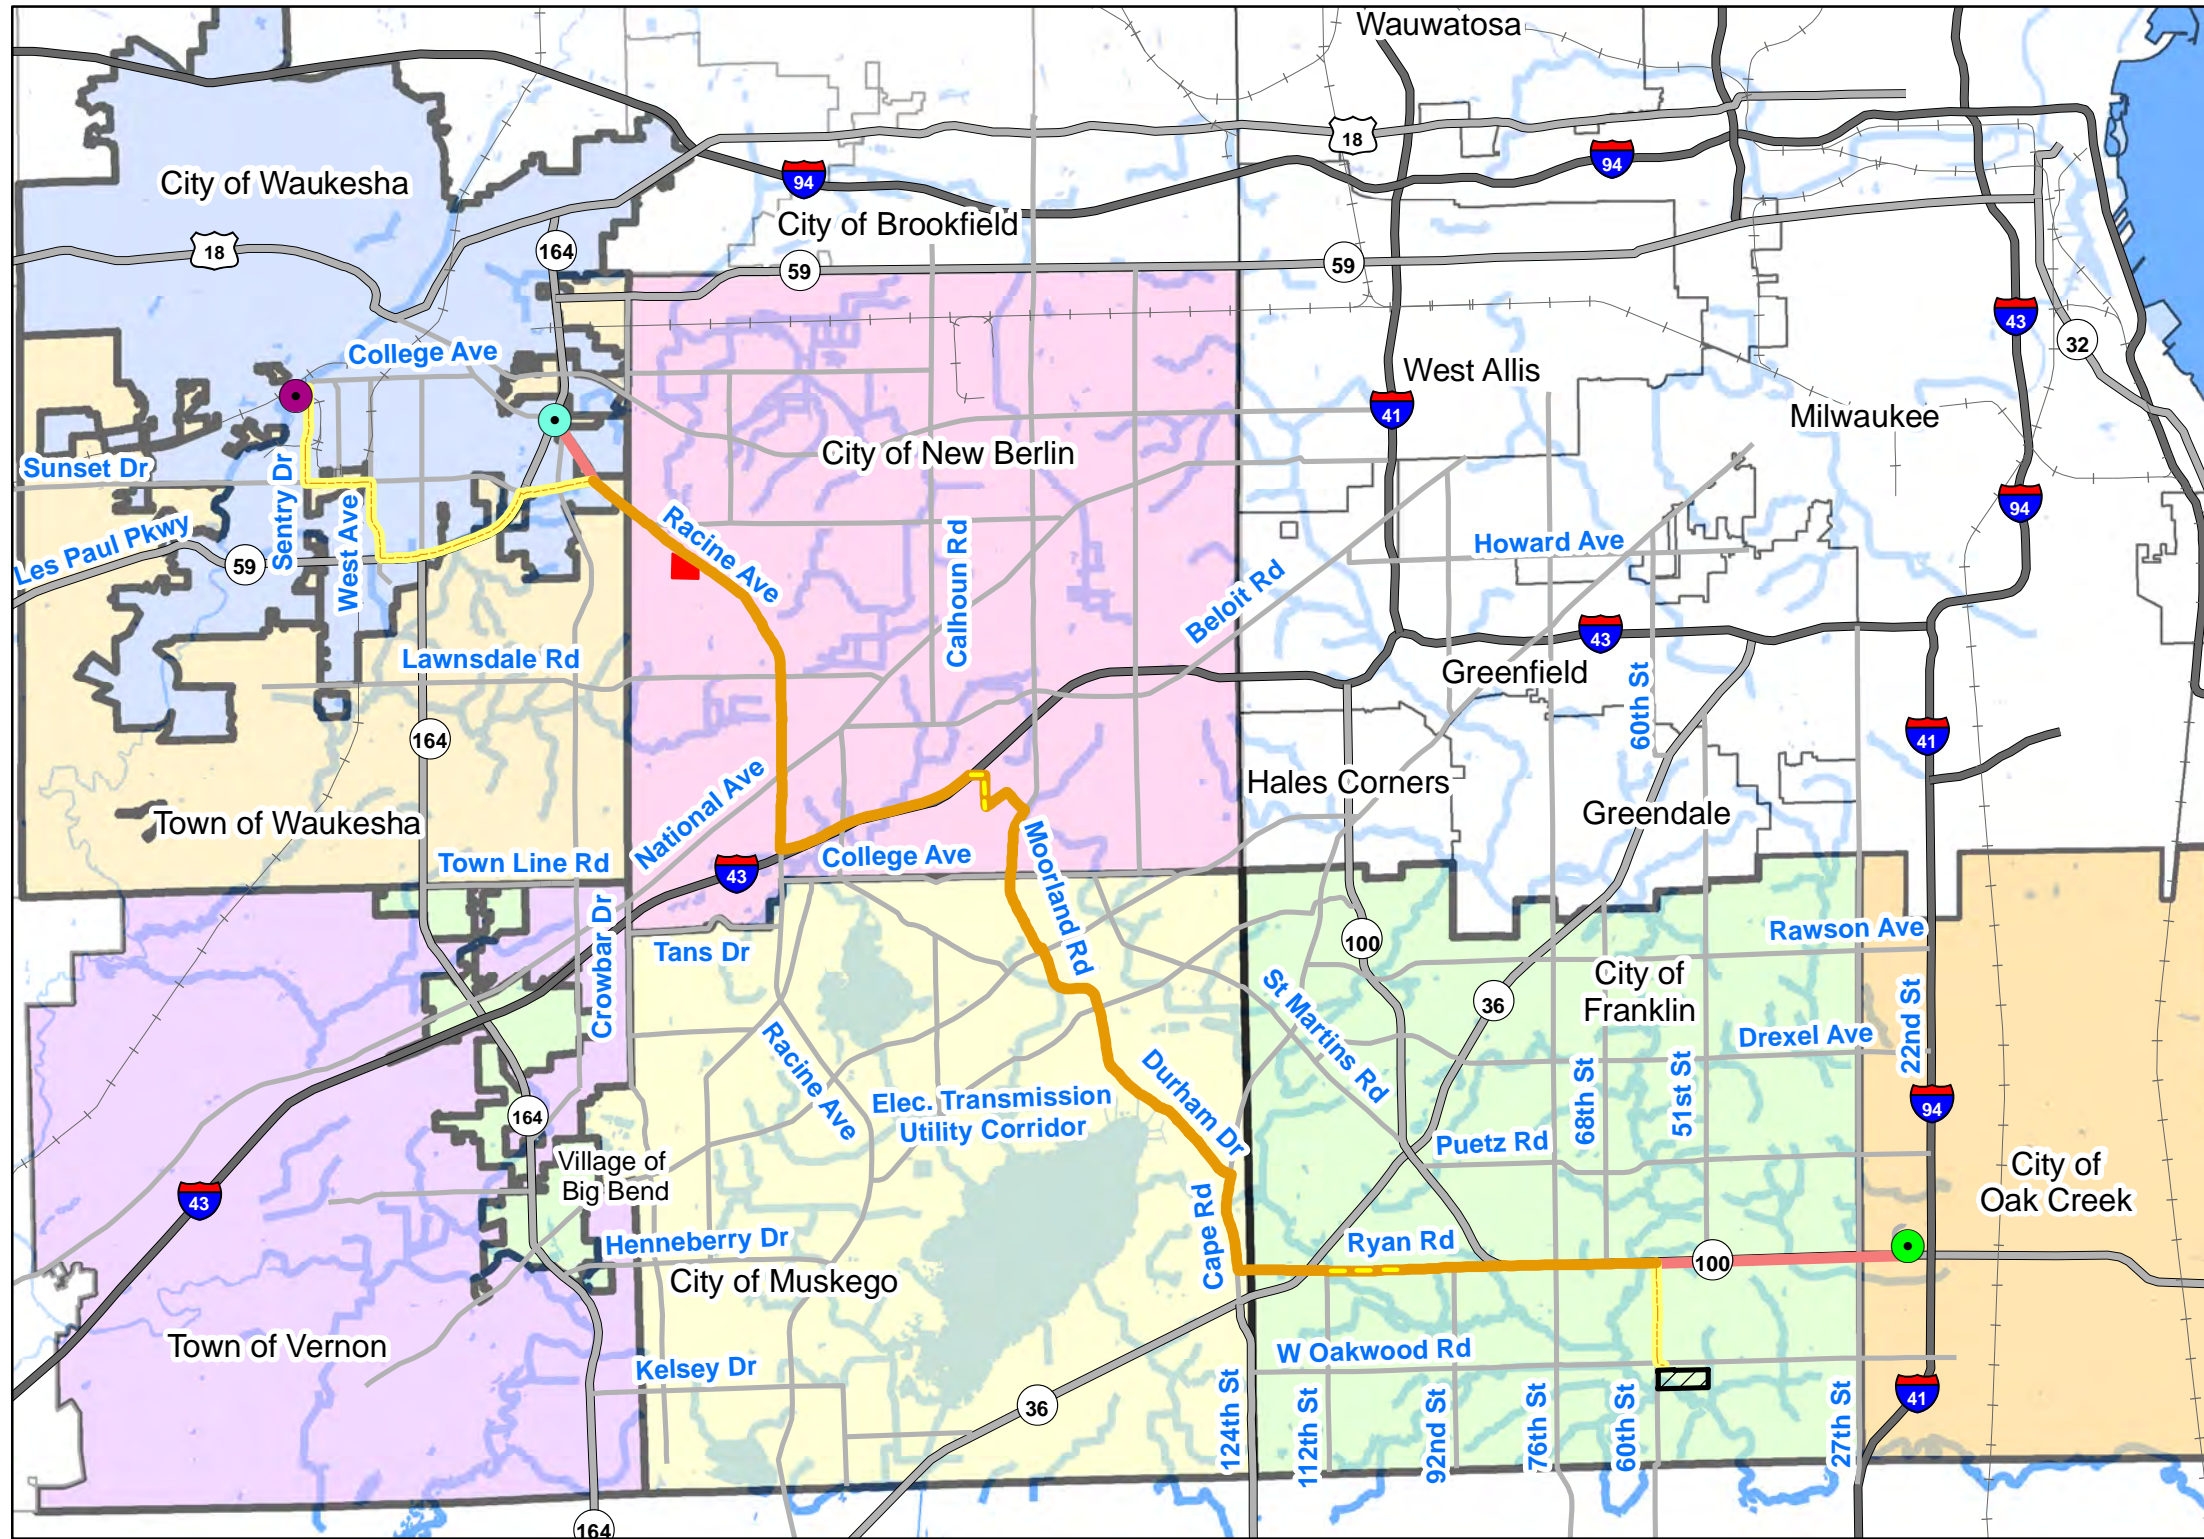 Wauwatosa
18
94
94
City of Waukesha
City of Brookfield
18
164
59
59
43
32
College Ave
West Allis
41
Milwaukee
City of New Berlin
Sunset Dr
Sentry Dr
94
Les Paul Pkwy
West Ave
59
Racine Ave
Calhoun Rd
Howard Ave
Beloit Rd
43
Lawnsdale Rd
Greenfield
60th St
164
41
National Ave
Hales Corners
Town of Waukesha
Greendale
Town Line Rd
43
College Ave
Moorland Rd
Crowbar Dr
Tans Dr
100
Rawson Ave
St Martins Rd
36
City of
Franklin
22nd St
Racine Ave
Drexel Ave
Durham Dr
68th St
51st St
Elec. Transmission
Utility Corridor
94
164
Puetz Rd
Village of
Big Bend
City of
Oak Creek
43
Cape Rd
Henneberry Dr
Ryan Rd
100
City of Muskego
Town of Vernon
W Oakwood Rd
Kelsey Dr
36
41
124th St
112th St
92nd St
76th St
60th St
27th St
164